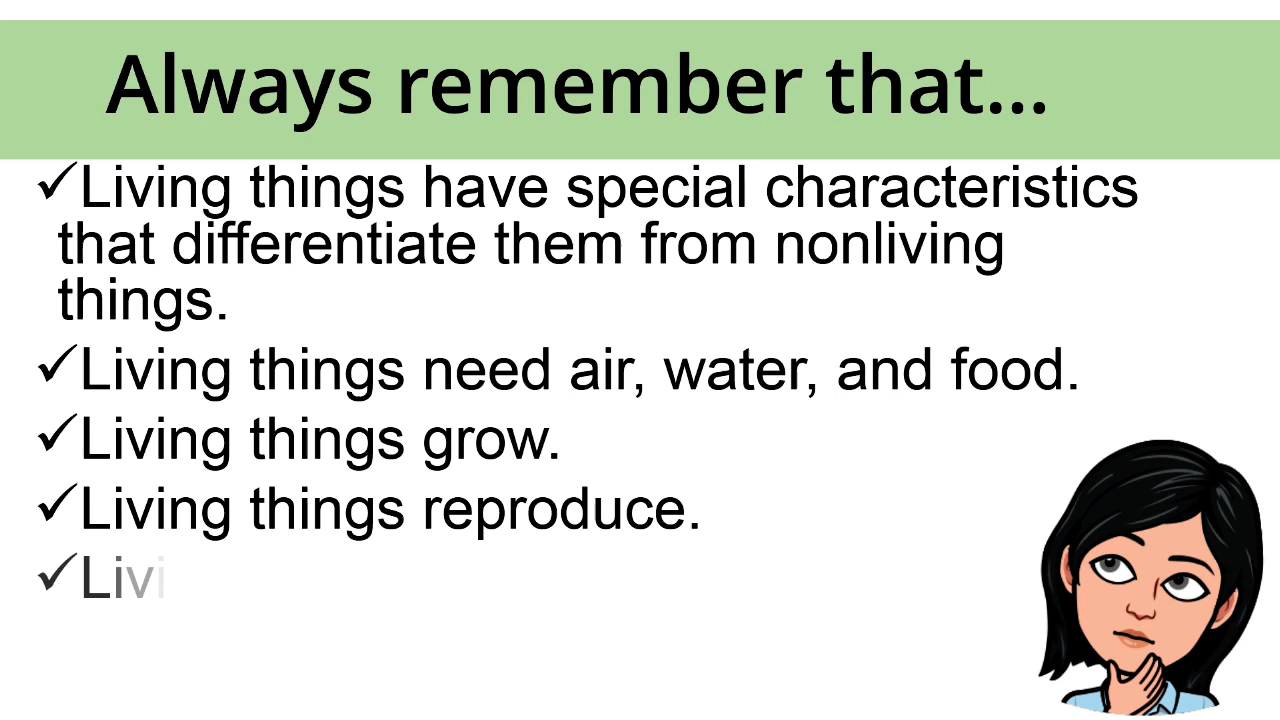 Always remember that...
✓Living things have special characteristics
that differentiate them from nonliving
things.
✓Living things need air, water, and food.
✓Living things grow.
✓Living things reproduce.
✓Livi